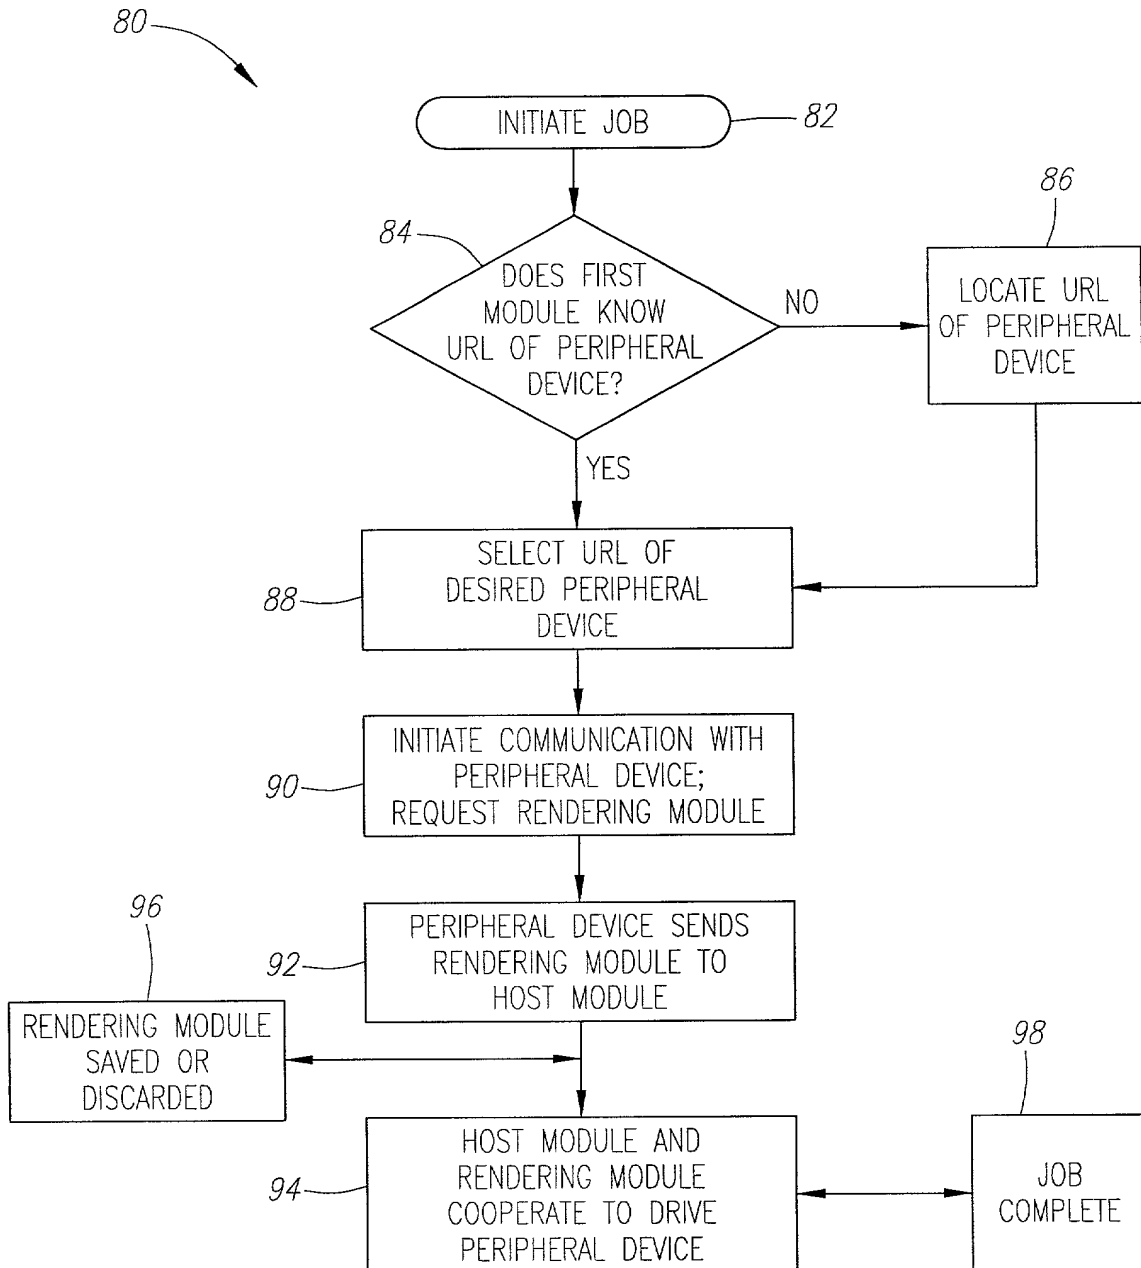 80
INITIATE JOB
82
84
DOES FIRST
MODULE KNOW
URL OF PERIPHERAL
DEVICE?
NO
86
LOCATE URL
OF PERIPHERAL
DEVICE
YES
88
SELECT URL OF
DESIRED PERIPHERAL
DEVICE
90
INITIATE COMMUNICATION WITH
PERIPHERAL DEVICE;
REQUEST RENDERING MODULE
92
PERIPHERAL DEVICE SENDS
RENDERING MODULE TO
HOST MODULE
96
RENDERING MODULE
SAVED OR
DISCARDED
94
HOST MODULE AND
RENDERING MODULE
COOPERATE TO DRIVE
PERIPHERAL DEVICE
98
JOB
COMPLETE